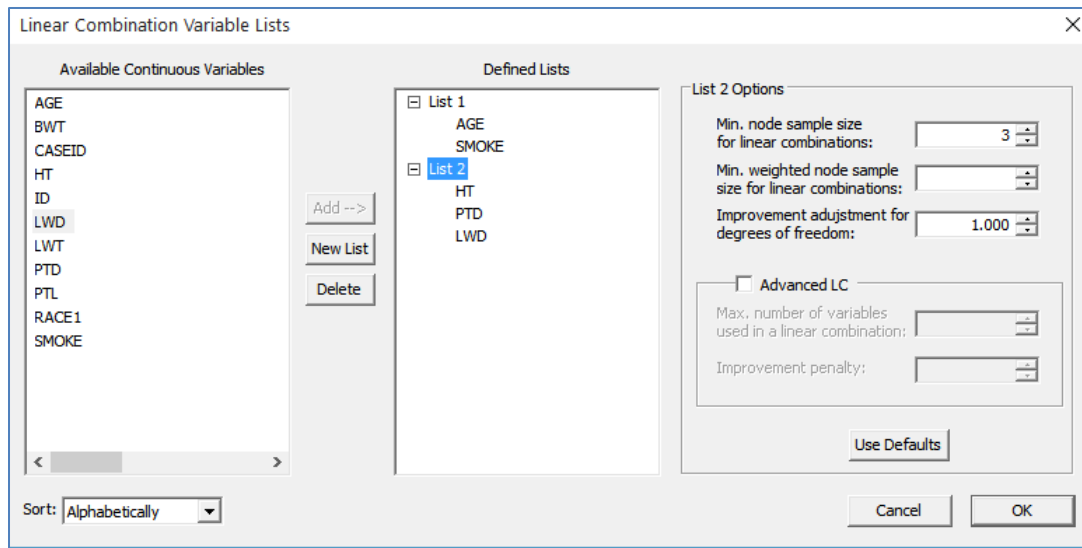 Linear Combination Variable Lists
Available Continuous Variables
AGE
BWT
CASEID
HT
ID
LWD
LWT
PTD
PTL
RACE1
SMOKE
Sort: Alphabetically
Add -->
New List
Delete
Defined Lists
List 1
AGE
SMOKE
List 2
HT
PTD
LWD
List 2 Options
Min. node sample size
for linear combinations: 3
Min. weighted node sample
size for linear combinations:
Improvement adujstment for
degrees of freedom: 1.000
Advanced LC
Max. number of variables
used in a linear combination:
Improvement penalty:
Use Defaults
Cancel
OK